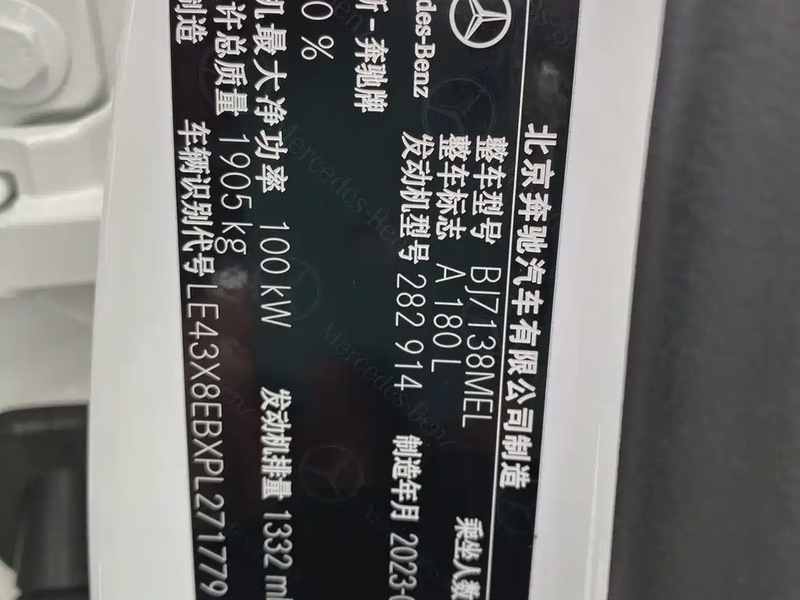 北京奔驰汽车有限公司制造
整车型号 BJ7138MEL 乘坐人数
整车标志 A 180 L
发动机型号 282 914 制造年月 2023-
Mercedes-Benz
奔驰牌
0 %
机最大净功率 100 kW 发动机排量 1332 ml
许总质量 1905 kg
制造
车辆识别代号 LE43X8EBXPL271779